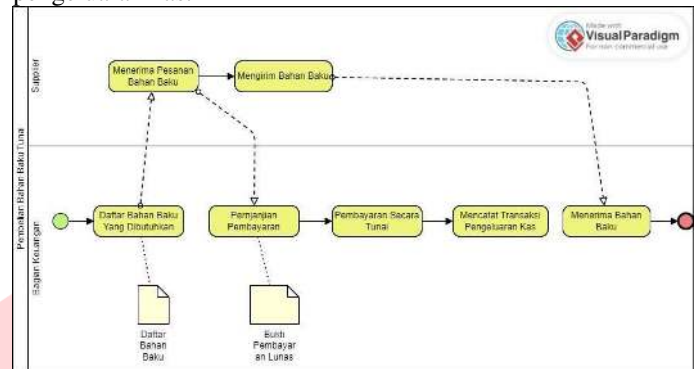 Made with
Visual Paradigm
For non-commercial use
Pembelian Bahan Baku Tunai
Supplier
Menerima Pesanan
Bahan Baku
Mengirim Bahan Baku
Bagian Keuangan
Daftar Bahan Baku
Yang Dibutuhkan
Perjanjian
Pembayaran
Pembayaran Secara
Tunai
Mencatat Transaksi
Pengeluaran Kas
Menerima Bahan
Baku
Daftar
Bahan
Baku
Bukti
Pembayar
an Lunas